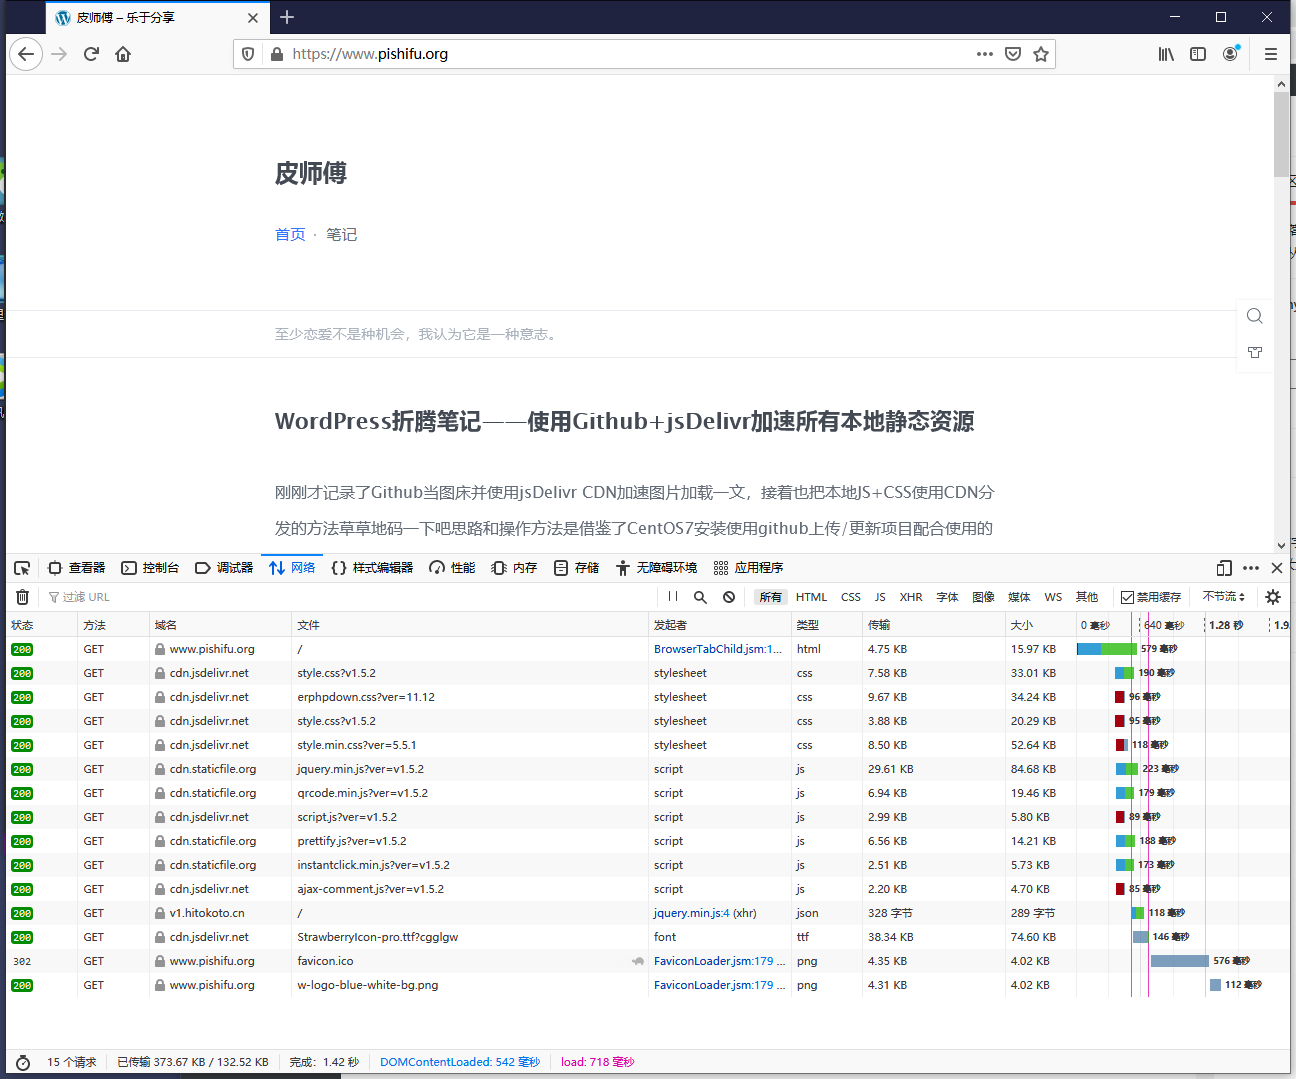 皮师傅 – 乐于分享
https://www.pishifu.org
皮师傅
首页 · 笔记
至少恋爱不是种机会，我认为它是一种意志。
WordPress折腾笔记——使用Github+jsDelivr加速所有本地静态资源
刚刚才记录了Github当图床并使用jsDelivr CDN加速图片加载一文，接着也把本地JS+CSS使用CDN分
发的方法草草地码一下吧思路和操作方法是借鉴了CentOS7安装使用github上传/更新项目配合使用的
查看器 控制台 调试器 网络 样式编辑器 性能 内存 存储 无障碍环境 应用程序
过滤 URL 所有 HTML CSS JS XHR 字体 图像 媒体 WS 其他 禁用缓存 不节流
状态 方法 域名 文件 发起者 类型 传输 大小 0 毫秒 640 毫秒 1.28 秒 1.9
200 GET www.pishifu.org / BrowserTabChild.jsm:1... html 4.75 KB 15.97 KB 579 毫秒
200 GET cdn.jsdelivr.net style.css?v1.5.2 stylesheet css 7.58 KB 33.01 KB 190 毫秒
200 GET cdn.jsdelivr.net erphpdown.css?ver=11.12 stylesheet css 9.67 KB 34.24 KB 96 毫秒
200 GET cdn.jsdelivr.net style.css?v1.5.2 stylesheet css 3.88 KB 20.29 KB 95 毫秒
200 GET cdn.jsdelivr.net style.min.css?ver=5.5.1 stylesheet css 8.50 KB 52.64 KB 118 毫秒
200 GET cdn.staticfile.org jquery.min.js?ver=v1.5.2 script js 29.61 KB 84.68 KB 223 毫秒
200 GET cdn.staticfile.org qrcode.min.js?ver=v1.5.2 script js 6.94 KB 19.46 KB 179 毫秒
200 GET cdn.jsdelivr.net script.js?ver=v1.5.2 script js 2.99 KB 5.80 KB 89 毫秒
200 GET cdn.staticfile.org prettify.js?ver=v1.5.2 script js 6.56 KB 14.21 KB 188 毫秒
200 GET cdn.staticfile.org instantclick.min.js?ver=v1.5.2 script js 2.51 KB 5.73 KB 173 毫秒
200 GET cdn.jsdelivr.net ajax-comment.js?ver=v1.5.2 script js 2.20 KB 4.70 KB 85 毫秒
200 GET v1.hitokoto.cn / jquery.min.js:4 (xhr) json 328 字节 289 字节 118 毫秒
200 GET cdn.jsdelivr.net StrawberryIcon-pro.ttf?cgglgw font ttf 38.34 KB 74.60 KB 146 毫秒
302 GET www.pishifu.org favicon.ico FaviconLoader.jsm:179 ... png 4.35 KB 4.02 KB 576 毫秒
200 GET www.pishifu.org w-logo-blue-white-bg.png FaviconLoader.jsm:179 ... png 4.31 KB 4.02 KB 112 毫秒
15 个请求 已传输 373.67 KB / 132.52 KB 完成：1.42 秒 DOMContentLoaded: 542 毫秒 load: 718 毫秒